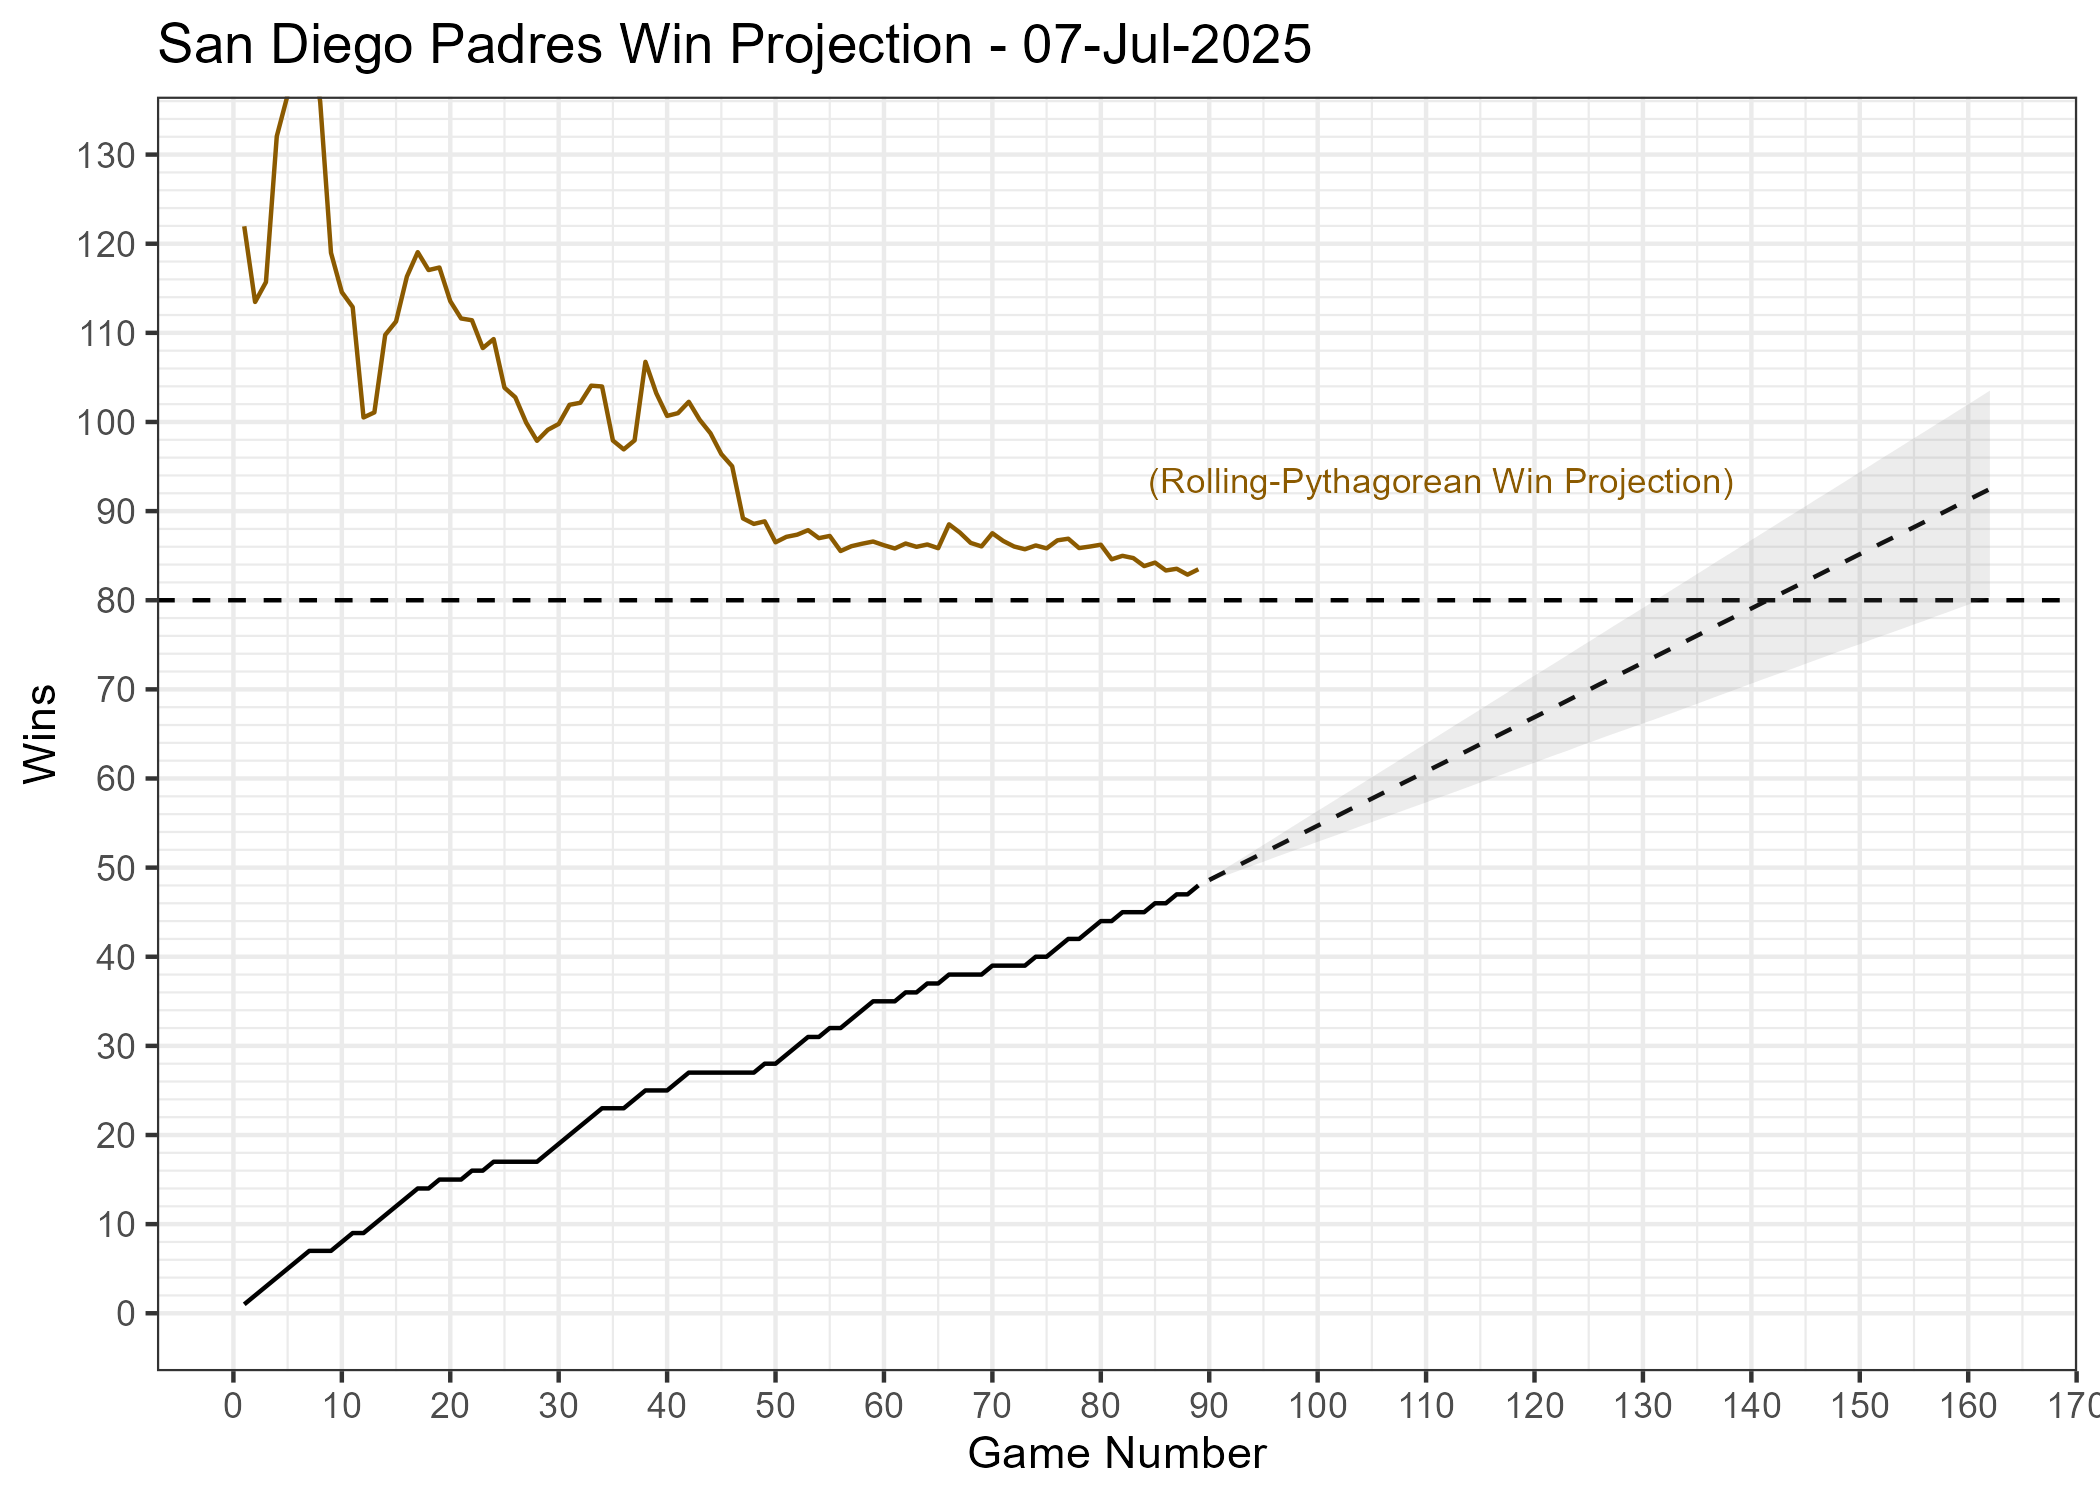 San Diego Padres Win Projection - 07-Jul-2025
130
120
110
100
90
80
70
60
50
40
30
20
10
0
Wins
(Rolling-Pythagorean Win Projection)
0 10 20 30 40 50 60 70 80 90 100 110 120 130 140 150 160 170
Game Number